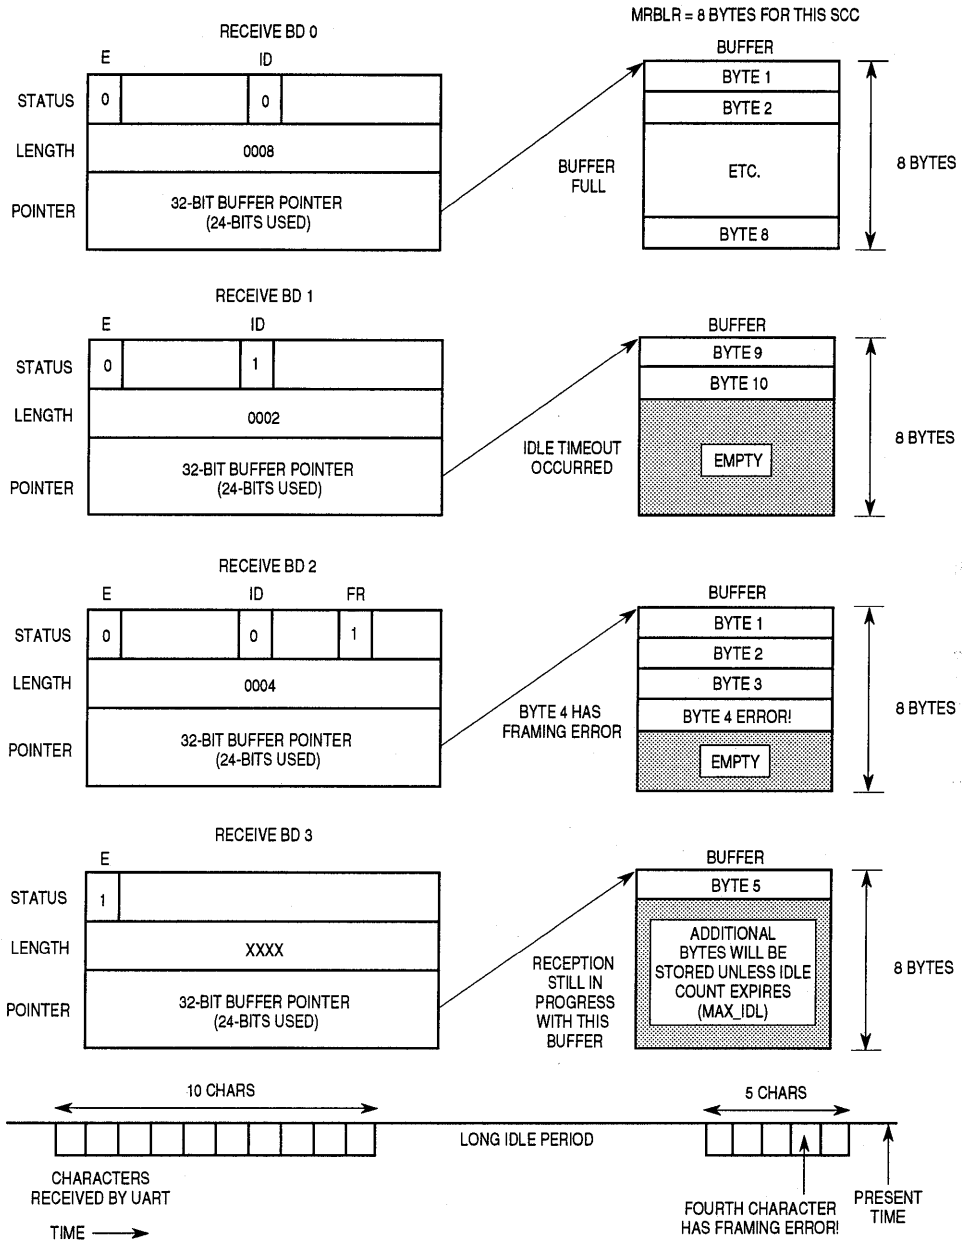 MRBLR = 8 BYTES FOR THIS SCC
RECEIVE BD 0
E
ID
STATUS
0
0
LENGTH
0008
POINTER
32-BIT BUFFER POINTER
(24-BITS USED)
BUFFER
FULL
BUFFER
BYTE 1
BYTE 2
ETC.
BYTE 8
8 BYTES
RECEIVE BD 1
E
ID
STATUS
0
1
LENGTH
0002
POINTER
32-BIT BUFFER POINTER
(24-BITS USED)
IDLE TIMEOUT
OCCURRED
BUFFER
BYTE 9
BYTE 10
EMPTY
8 BYTES
RECEIVE BD 2
E
ID
FR
STATUS
0
0
1
LENGTH
0004
POINTER
32-BIT BUFFER POINTER
(24-BITS USED)
BYTE 4 HAS
FRAMING ERROR
BUFFER
BYTE 1
BYTE 2
BYTE 3
BYTE 4 ERROR!
EMPTY
8 BYTES
RECEIVE BD 3
E
STATUS
1
LENGTH
XXXX
POINTER
32-BIT BUFFER POINTER
(24-BITS USED)
RECEPTION
STILL IN
PROGRESS
WITH THIS
BUFFER
BUFFER
BYTE 5
ADDITIONAL
BYTES WILL BE
STORED UNLESS IDLE
COUNT EXPIRES
(MAX_IDL)
8 BYTES
10 CHARS
5 CHARS
LONG IDLE PERIOD
CHARACTERS
RECEIVED BY UART
TIME
FOURTH CHARACTER
HAS FRAMING ERROR!
PRESENT
TIME